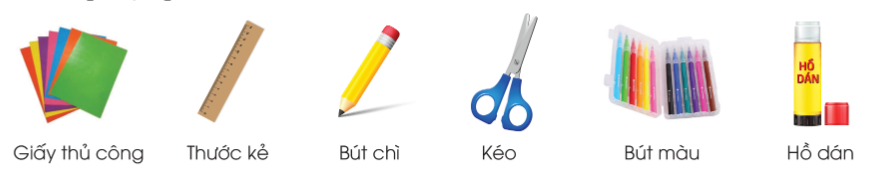 HỒ
DÁN
Giấy thủ công Thước kẻ Bút chì Kéo Bút màu Hồ dán